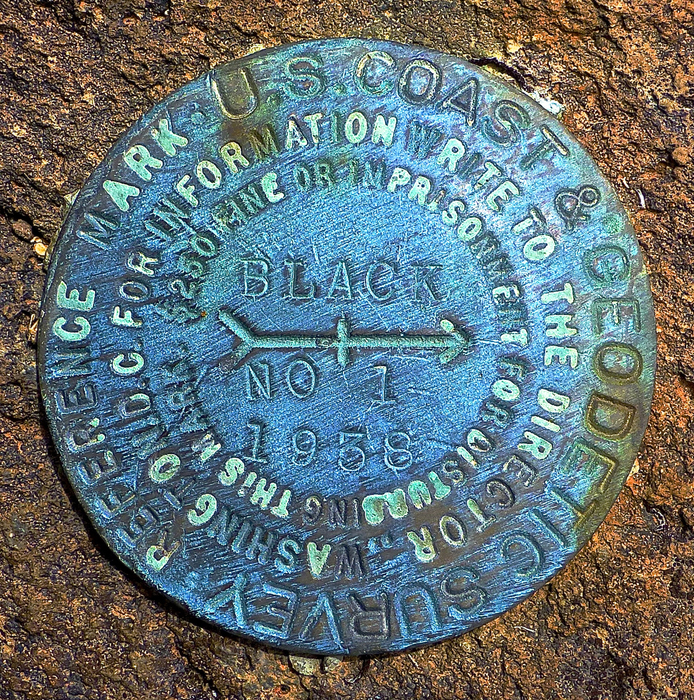 U.S. COAST & GEODETIC SURVEY
REFERENCE MARK
FOR INFORMATION WRITE TO THE DIRECTOR, WASHINGTON, D.C.
$250 FINE OR IMPRISONMENT FOR DISTURBING THIS MARK
BLACK
NO 1
1938